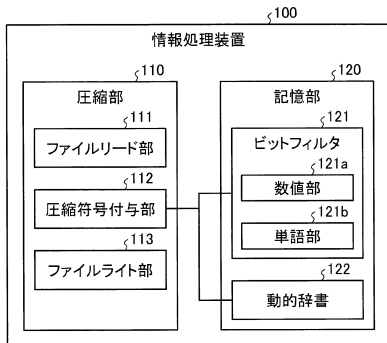 100
情報処理装置
110
圧縮部
111
ファイルリード部
112
圧縮符号付与部
113
ファイルライト部
120
記憶部
121
ビットフィルタ
121a
数値部
121b
単語部
122
動的辞書